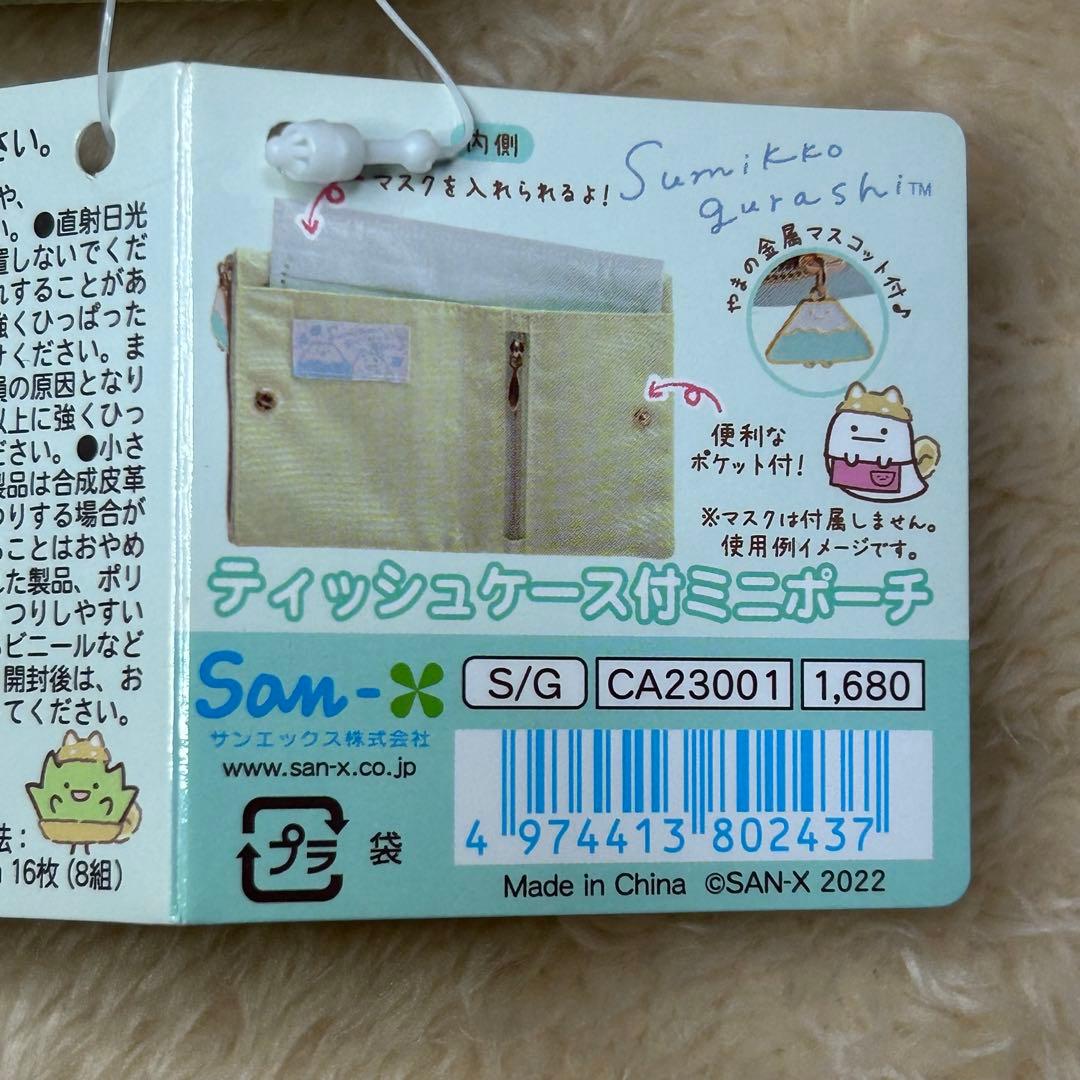 さい。
や、
い。●直射日光
置しないでくだ
れすることがあ
強くひっぱった
けください。ま
損の原因となり
以上に強くひっ
ださい。●小さ
製品は合成皮革
つりする場合が
ることはおやめ
した製品、ポリ
つりしやすい
ビニールなど
開封後は、お
てください。
法：
16枚(8組)
内側
マスクを入れられるよ!
Sumikko
gurashi™
やまの金属マスコット付♪
便利な
ポケット付!
※マスクは付属しません。
使用例イメージです。
ティッシュケース付ミニポーチ
San-X
S/G CA23001 1,680
サンエックス株式会社
www.san-x.co.jp
プラ 袋
4 974413 802437
Made in China ©SAN-X 2022